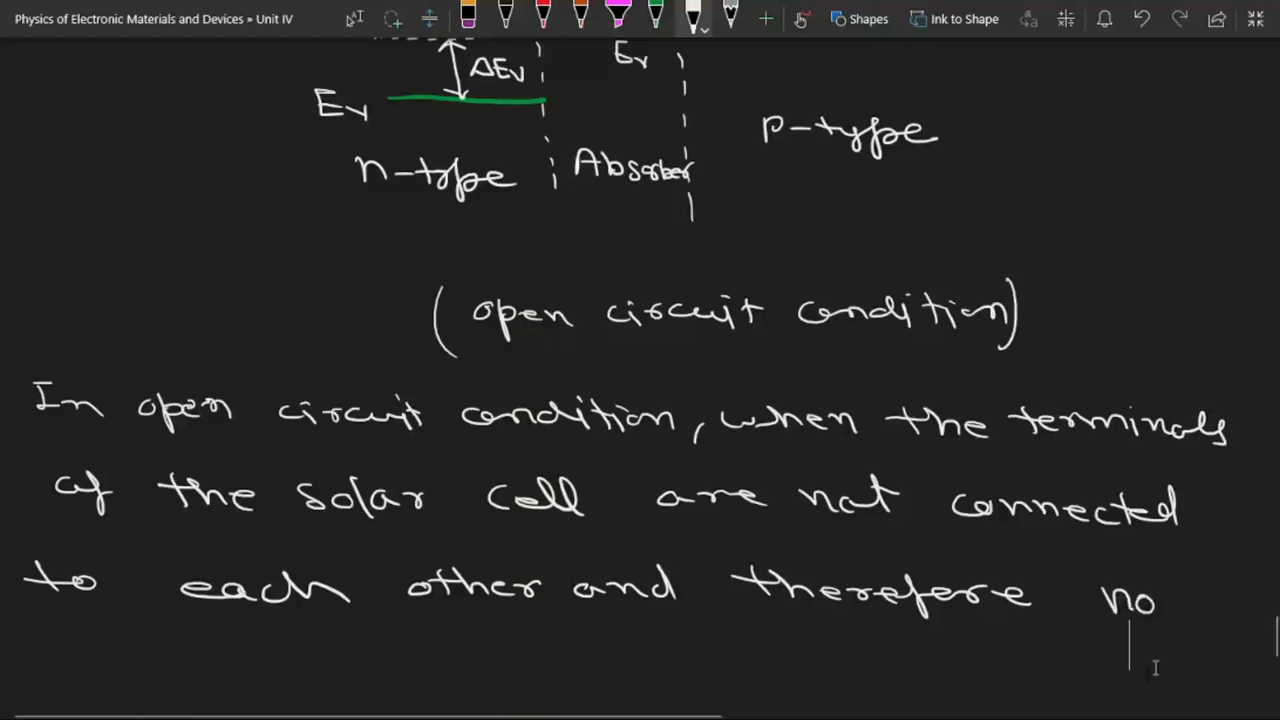 Physics of Electronic Materials and Devices » Unit IV
Shapes
Ink to Shape
ΔEv
Ev
Ev
n-type
Absorber
p-type
(open circuit condition)
In open circuit condition, when the terminals
of the solar cell are not connected
to each other and therefore no